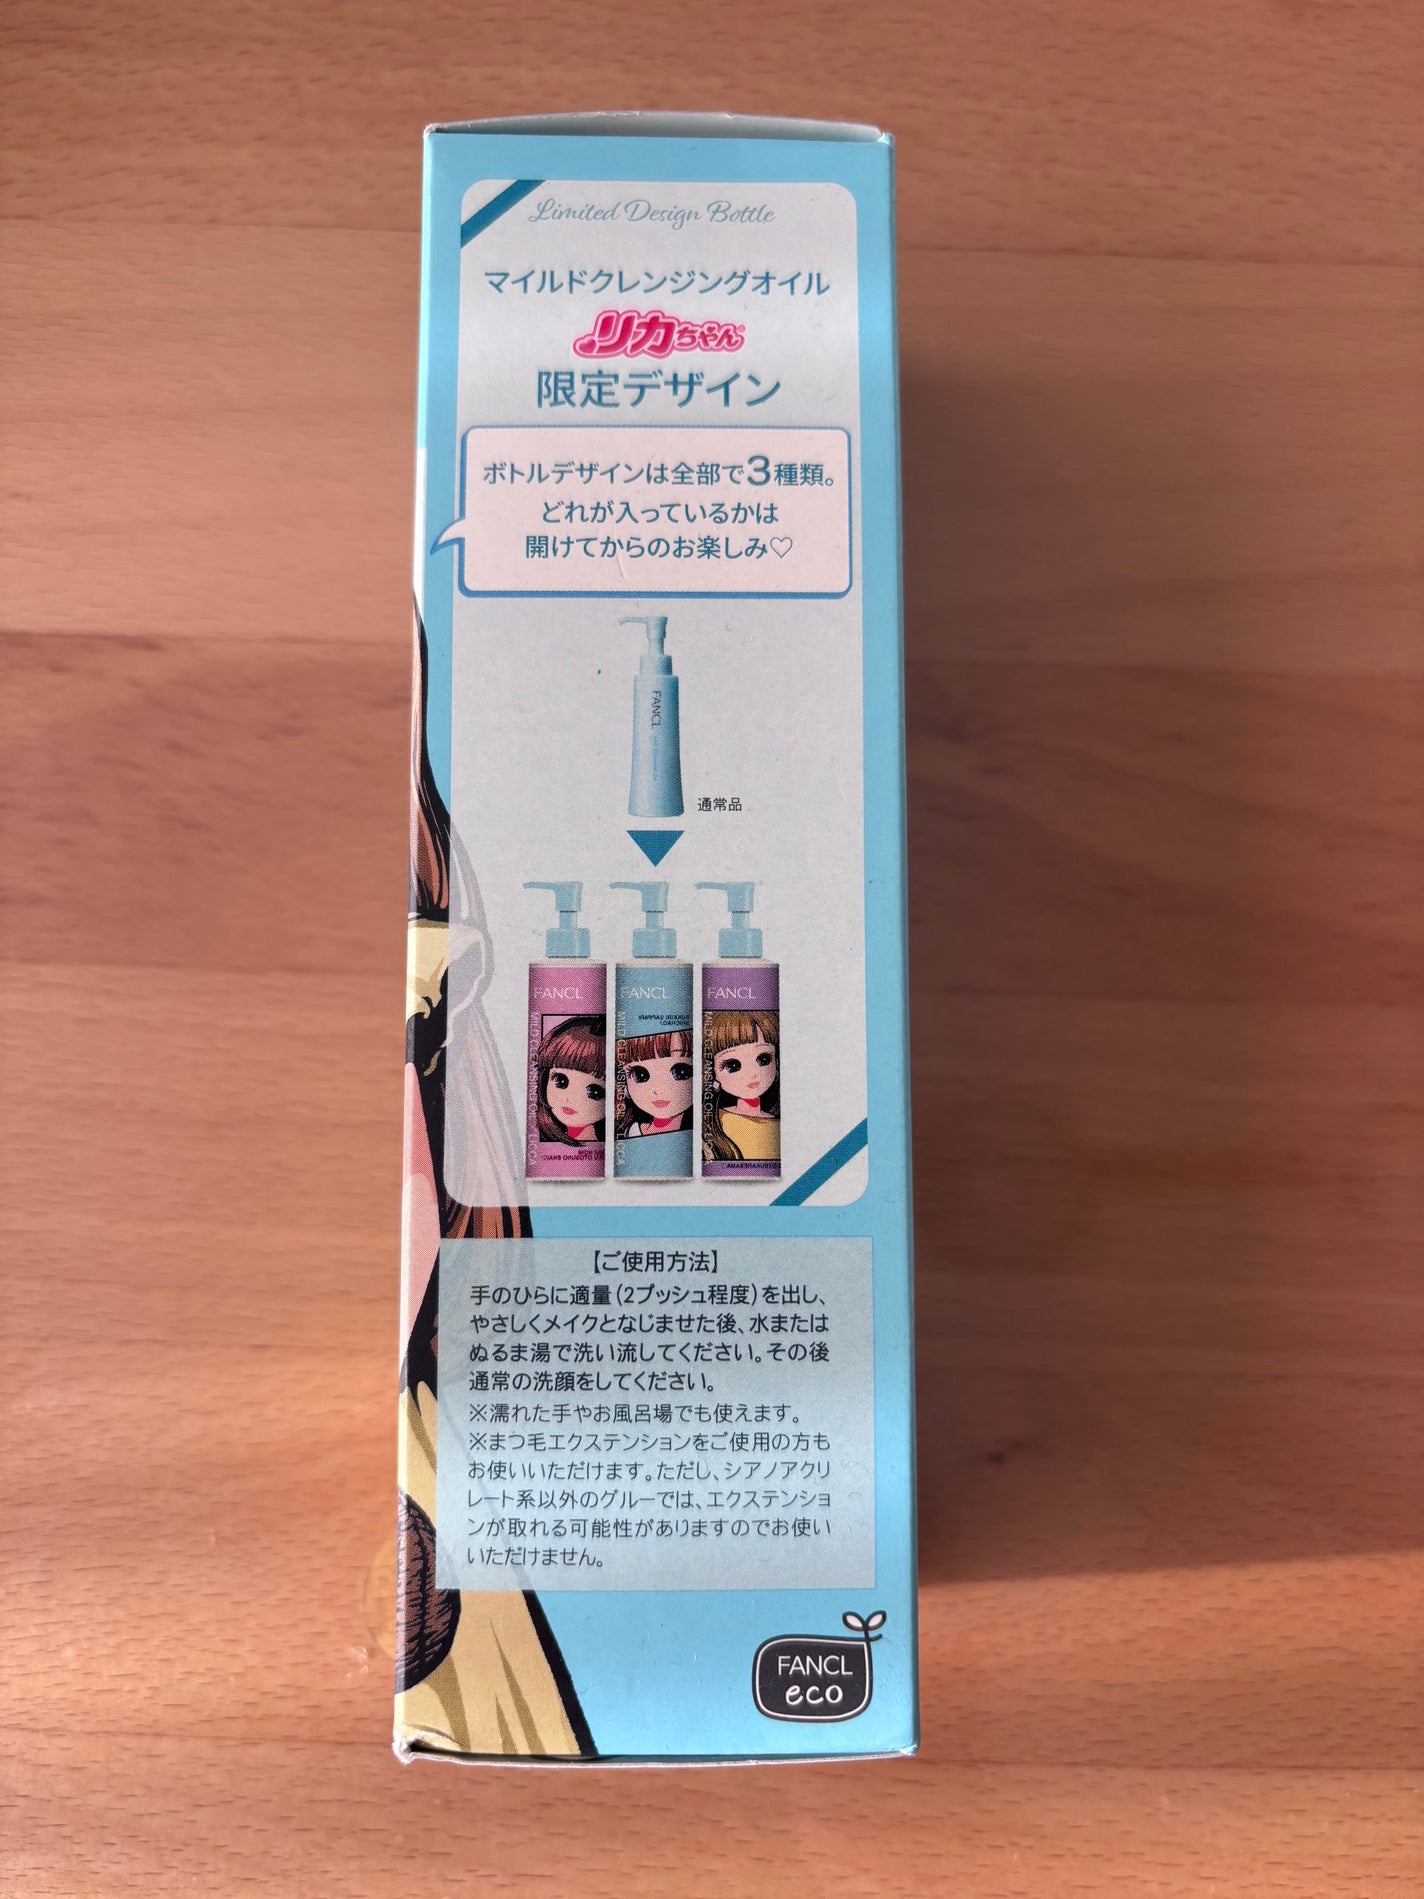 Limited Design Bottle
マイルドクレンジングオイル
リカちゃん®
限定デザイン
ボトルデザインは全部で3種類。
どれが入っているかは
開けてからのお楽しみ♡
FANCL
通常品
FANCL
MILD CLEANSING OIL × LICCA
FANCL
MILD CLEANSING OIL × LICCA
FANCL
MILD CLEANSING OIL
【ご使用方法】
手のひらに適量(2プッシュ程度)を出し、
やさしくメイクとなじませた後、水または
ぬるま湯で洗い流してください。その後
通常の洗顔をしてください。
※濡れた手やお風呂場でも使えます。
※まつ毛エクステンションをご使用の方も
お使いいただけます。ただし、シアノアクリ
レート系以外のグルーでは、エクステンショ
ンが取れる可能性がありますのでお使い
いただけません。
FANCL
eco